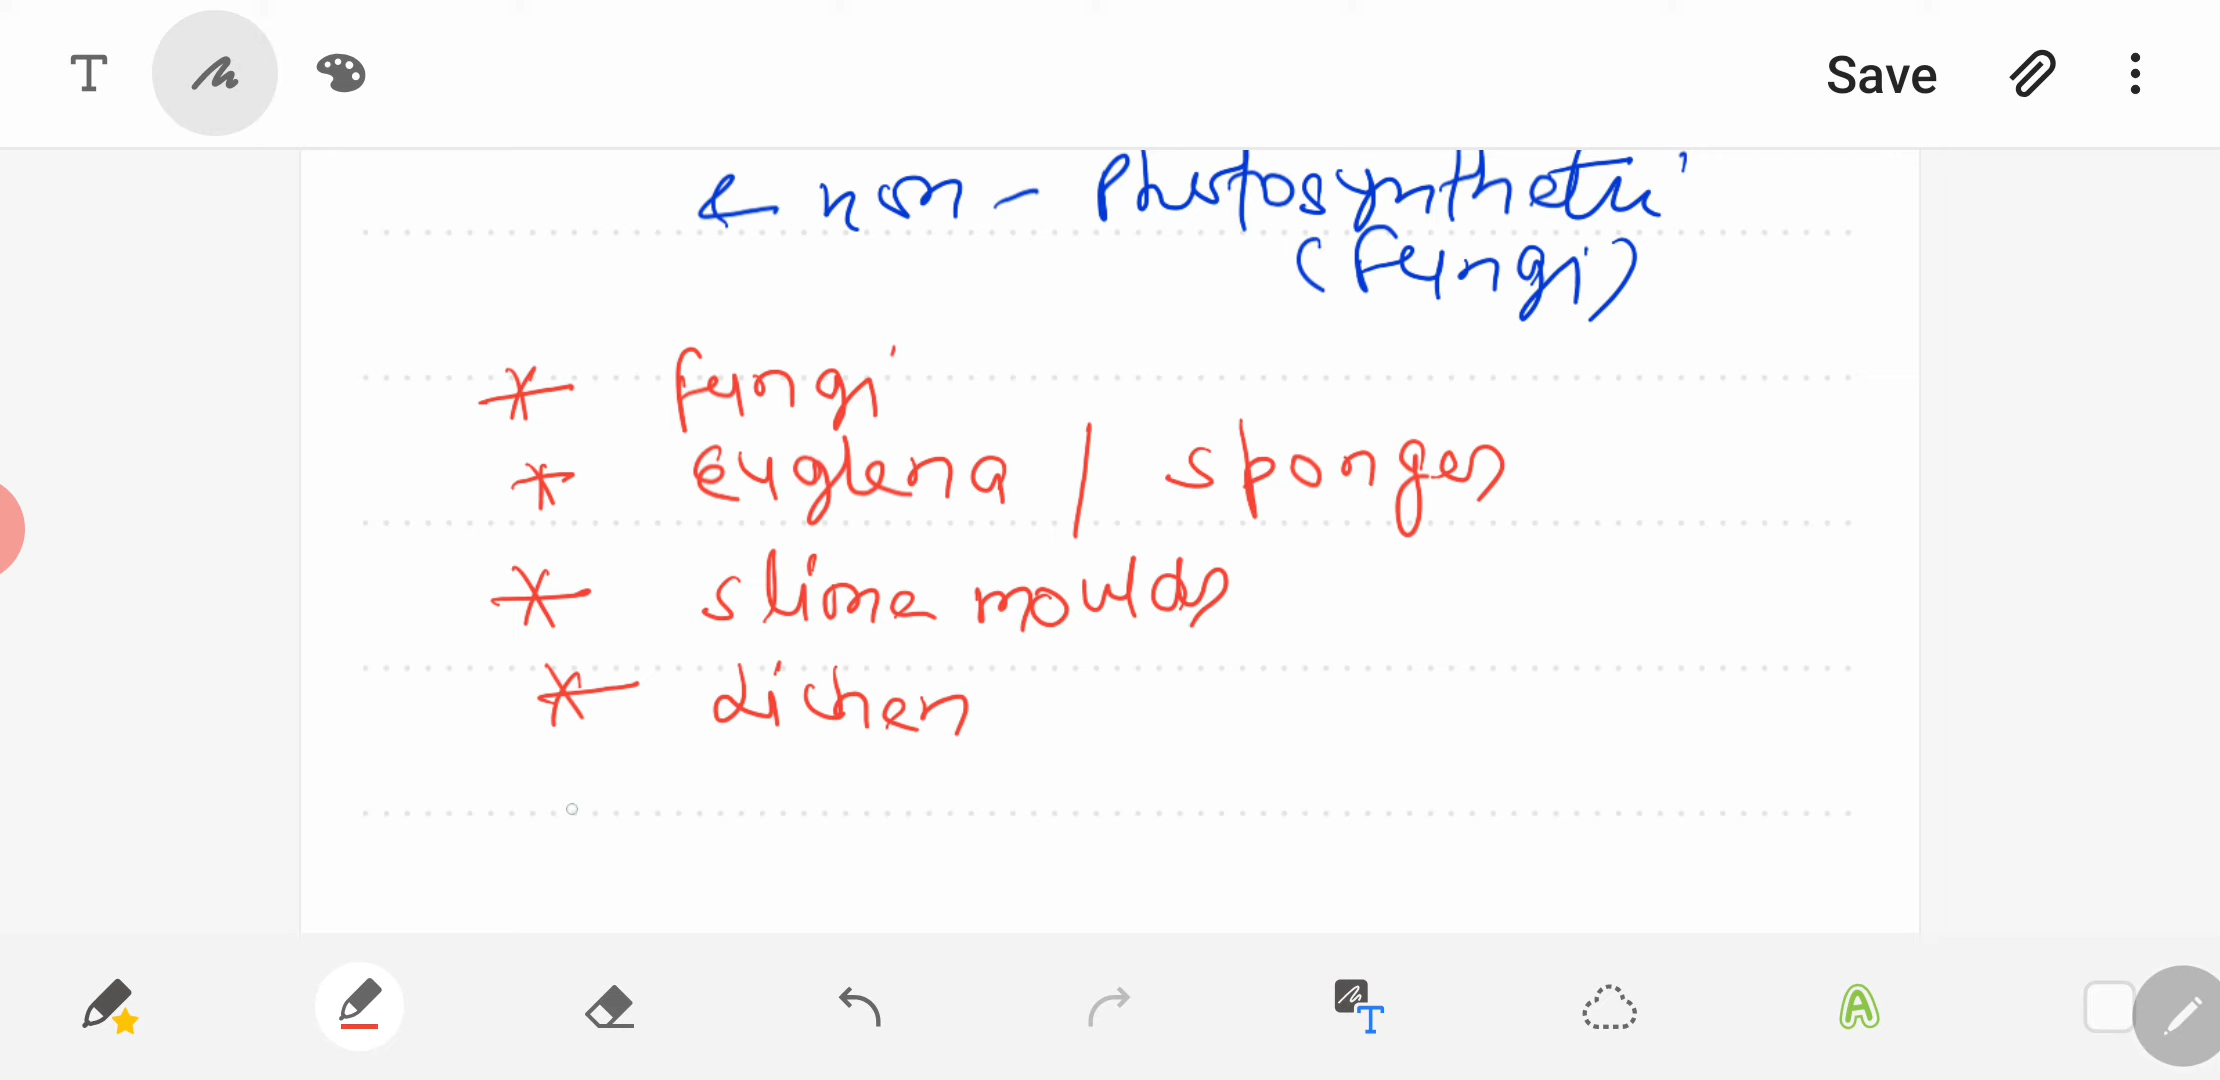 Save
& non - Photosynthetic
(Fungi)
* fungi
* euglena / sponges
* slime moulds
* Lichen